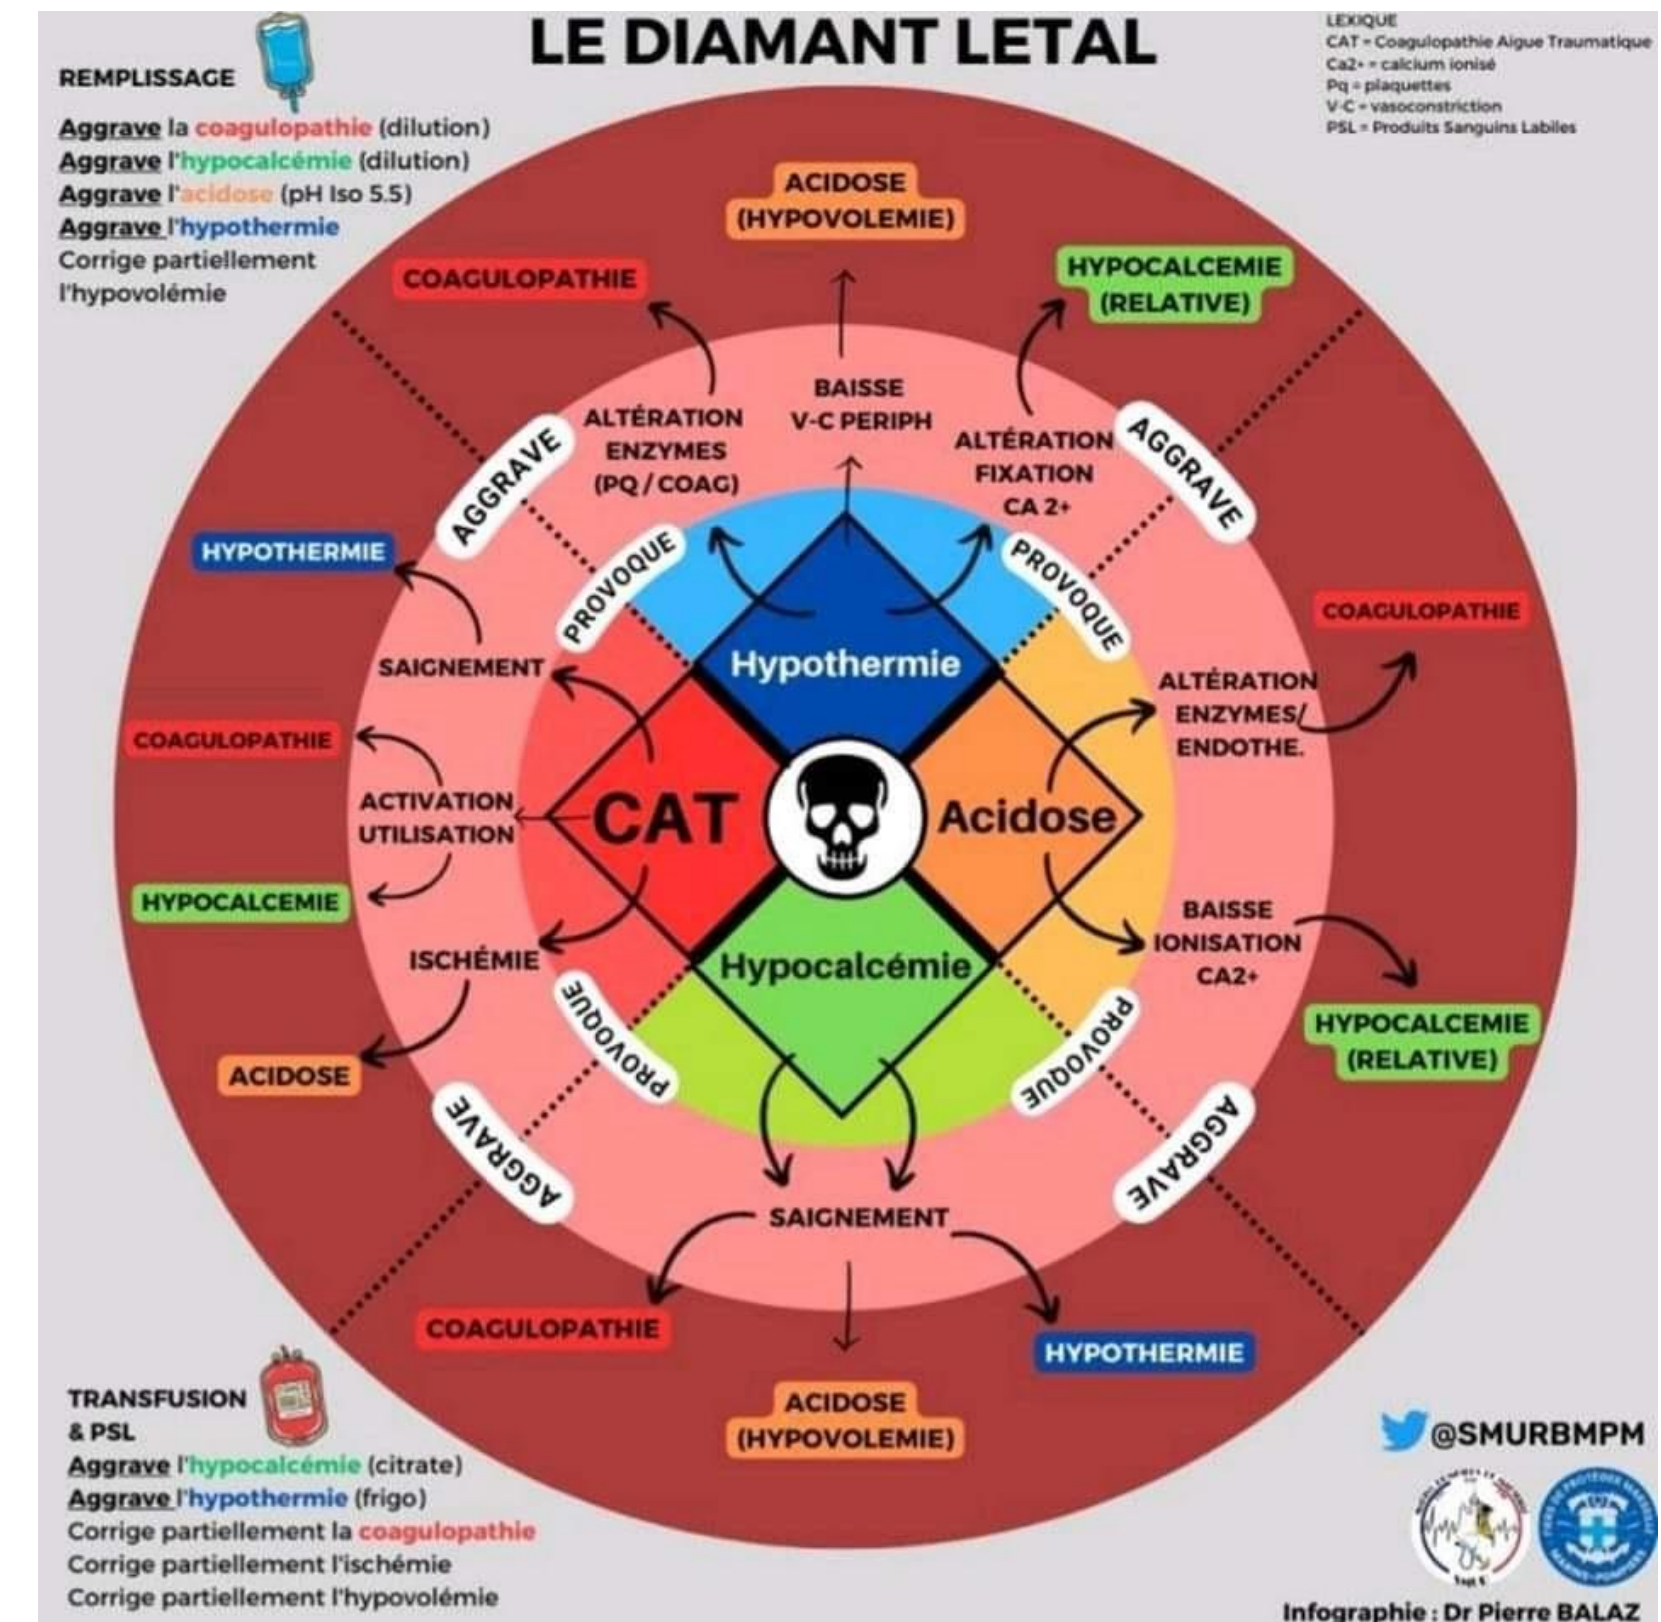 LE DIAMANT LETAL
LEXIQUE
CAT = Coagulopathie Aigue Traumatique
Ca2+ = calcium ionisé
Pq = plaquettes
V-C = vasoconstriction
PSL = Produits Sanguins Labiles
REMPLISSAGE
Aggrave la coagulopathie (dilution)
Aggrave l'hypocalcémie (dilution)
Aggrave l'acidose (pH Iso 5.5)
Aggrave l'hypothermie
Corrige partiellement
l'hypovolémie
ACIDOSE
(HYPOVOLEMIE)
COAGULOPATHIE
HYPOCALCEMIE
(RELATIVE)
BAISSE
V-C PERIPH
ALTÉRATION
ENZYMES
(PQ / COAG)
ALTÉRATION
FIXATION
CA 2+
AGGRAVE
AGGRAVE
PROVOQUE
PROVOQUE
HYPOTHERMIE
SAIGNEMENT
COAGULOPATHIE
ACTIVATION
UTILISATION
HYPOCALCEMIE
ISCHÉMIE
ACIDOSE
Hypothermie
CAT
Acidose
Hypocalcémie
COAGULOPATHIE
ALTÉRATION
ENZYMES/
ENDOTHE.
BAISSE
IONISATION
CA2+
HYPOCALCEMIE
(RELATIVE)
PROVOQUE
PROVOQUE
AGGRAVE
AGGRAVE
SAIGNEMENT
COAGULOPATHIE
HYPOTHERMIE
ACIDOSE
(HYPOVOLEMIE)
TRANSFUSION
& PSL
Aggrave l'hypocalcémie (citrate)
Aggrave l'hypothermie (frigo)
Corrige partiellement la coagulopathie
Corrige partiellement l'ischémie
Corrige partiellement l'hypovolémie
@SMURBMPM
MARINS-POMPIERS
Infographie : Dr Pierre BALAZ